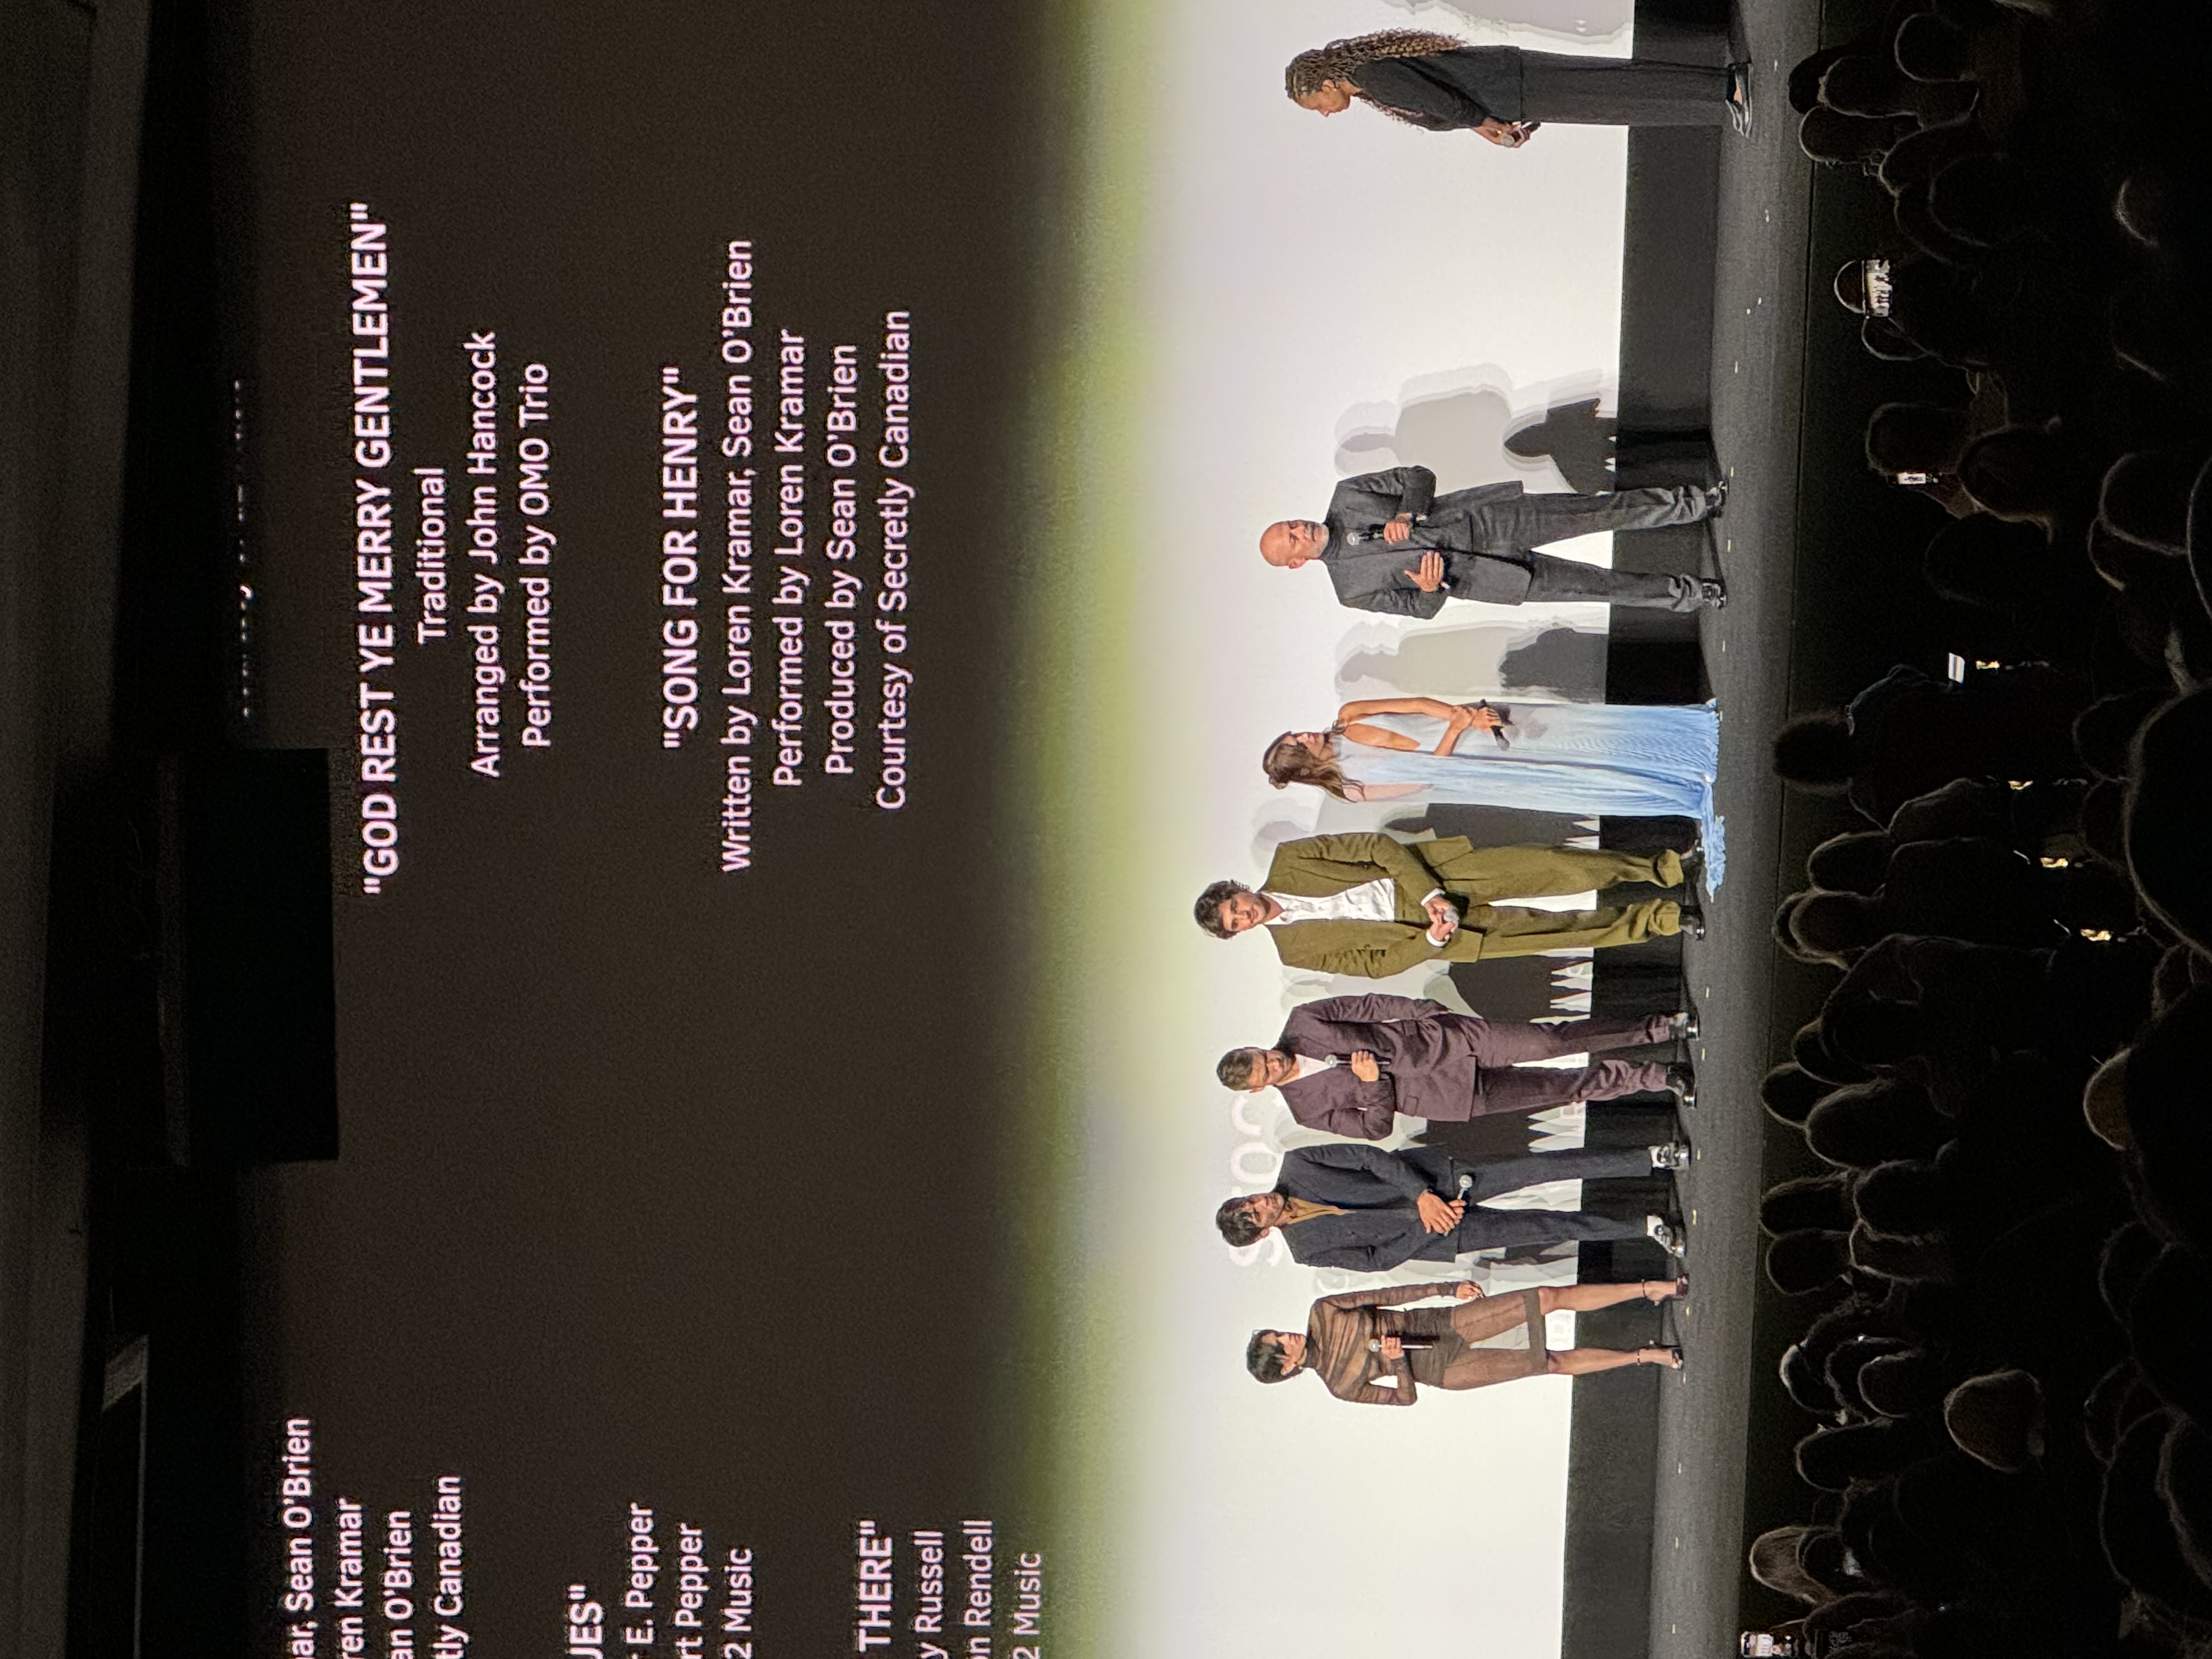 ar, Sean O'Brien
ren Kramar
an O'Brien
tly Canadian
UES"
r E. Pepper
rt Pepper
2 Music
THERE"
y Russell
on Rendell
2 Music
"GOD REST YE MERRY GENTLEMEN"
Traditional
Arranged by John Hancock
Performed by OMO Trio
"SONG FOR HENRY"
Written by Loren Kramar, Sean O'Brien
Performed by Loren Kramar
Produced by Sean O'Brien
Courtesy of Secretly Canadian